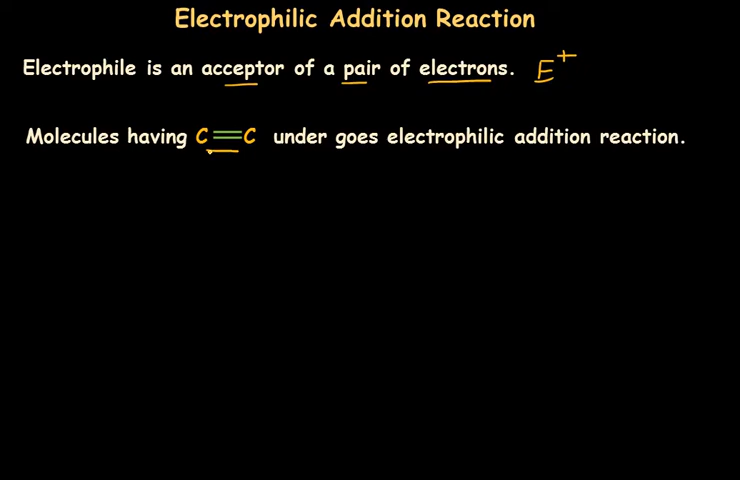 Electrophilic Addition Reaction
Electrophile is an acceptor of a pair of electrons. E⁺
Molecules having C=C under goes electrophilic addition reaction.